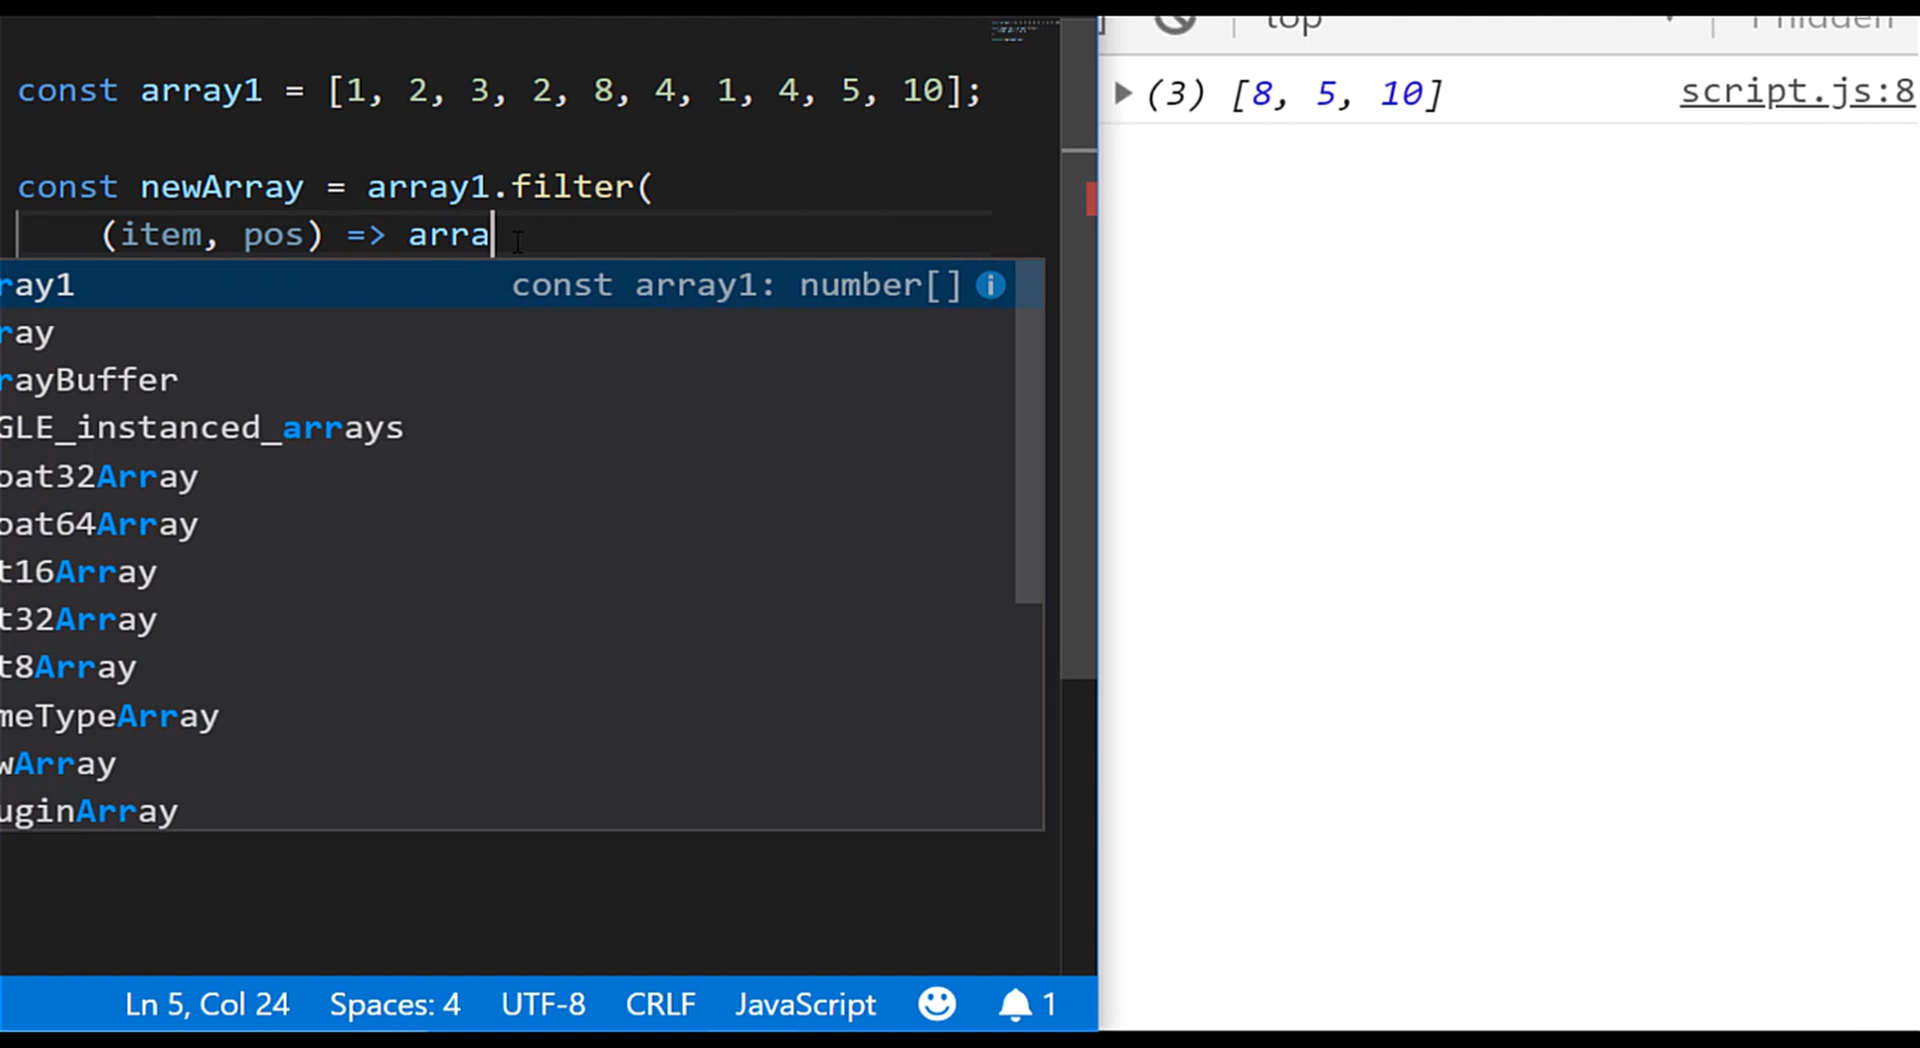 top
1 hidden
const array1 = [1, 2, 3, 2, 8, 4, 1, 4, 5, 10];
(3) [8, 5, 10]
script.js:8
const newArray = array1.filter(
(item, pos) => arra
ray1 const array1: number[]
ray
rayBuffer
GLE_instanced_arrays
oat32Array
oat64Array
t16Array
t32Array
t8Array
meTypeArray
wArray
uginArray
Ln 5, Col 24 Spaces: 4 UTF-8 CRLF JavaScript 1